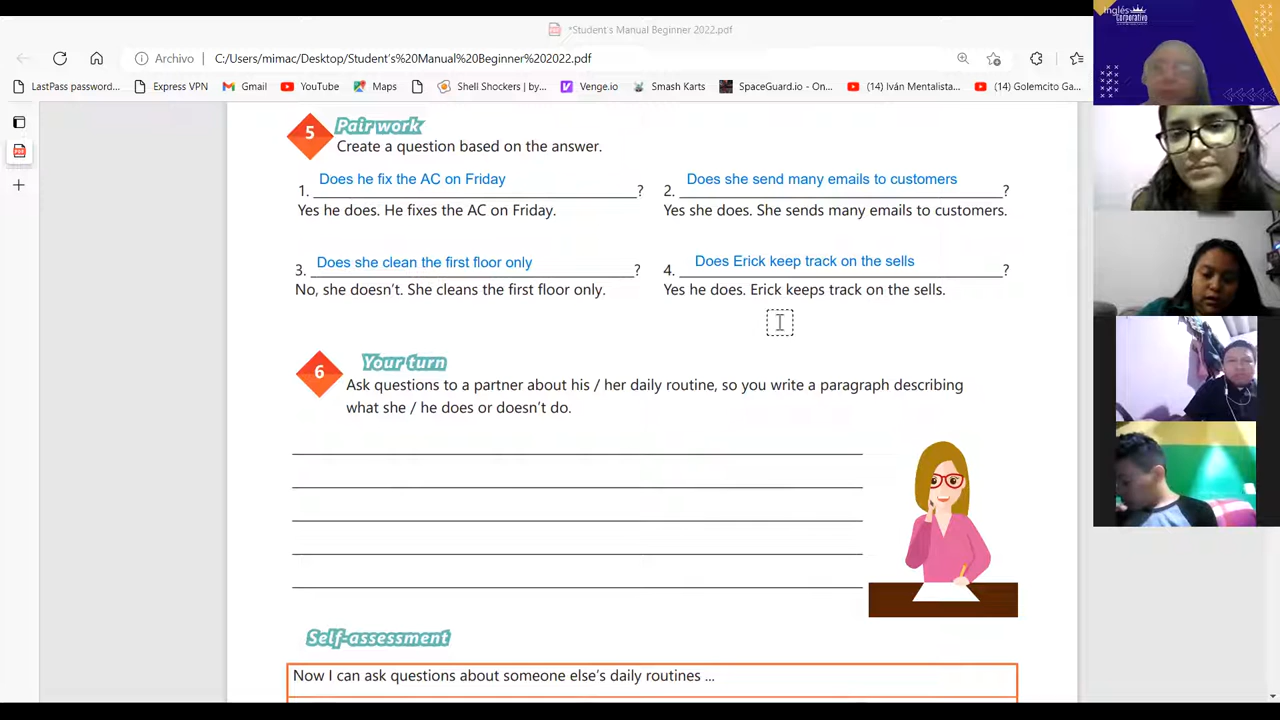 *Student's Manual Beginner 2022.pdf
Archivo
C:/Users/mimac/Desktop/Student's%20Manual%20Beginner%202022.pdf
LastPass password...
Express VPN
Gmail
YouTube
Maps
Shell Shockers | by...
Venge.io
Smash Karts
SpaceGuard.io - On...
(14) Iván Mentalista...
(14) Golemcito Ga...
Inglés
Corporativo
5
Pair work
Create a question based on the answer.
Does he fix the AC on Friday
1. ?
Yes he does. He fixes the AC on Friday.
Does she send many emails to customers
2. ?
Yes she does. She sends many emails to customers.
Does she clean the first floor only
3. ?
No, she doesn't. She cleans the first floor only.
Does Erick keep track on the sells
4. ?
Yes he does. Erick keeps track on the sells.
6
Your turn
Ask questions to a partner about his / her daily routine, so you write a paragraph describing
what she / he does or doesn't do.
Self-assessment
Now I can ask questions about someone else's daily routines ...